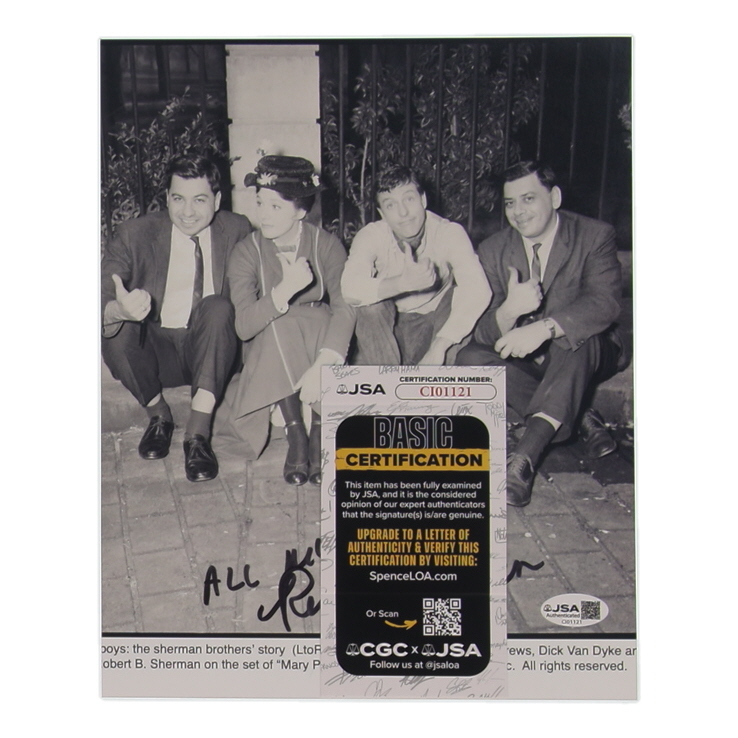 JSA
CERTIFICATION NUMBER:
CI01121
BASIC
CERTIFICATION
This item has been fully examined
by JSA, and it is the considered
opinion of our expert authenticators
that the signature(s) is/are genuine.
UPGRADE TO A LETTER OF
AUTHENTICITY & VERIFY THIS
CERTIFICATION BY VISITING:
SpenceLOA.com
Or Scan
CGC x JSA
Follow us at @jsaloa
ALL
JSA
Authenticated
CI01121
boys: the sherman brothers' story (LtoR ews, Dick Van Dyke ar
obert B. Sherman on the set of "Mary P c. All rights reserved.